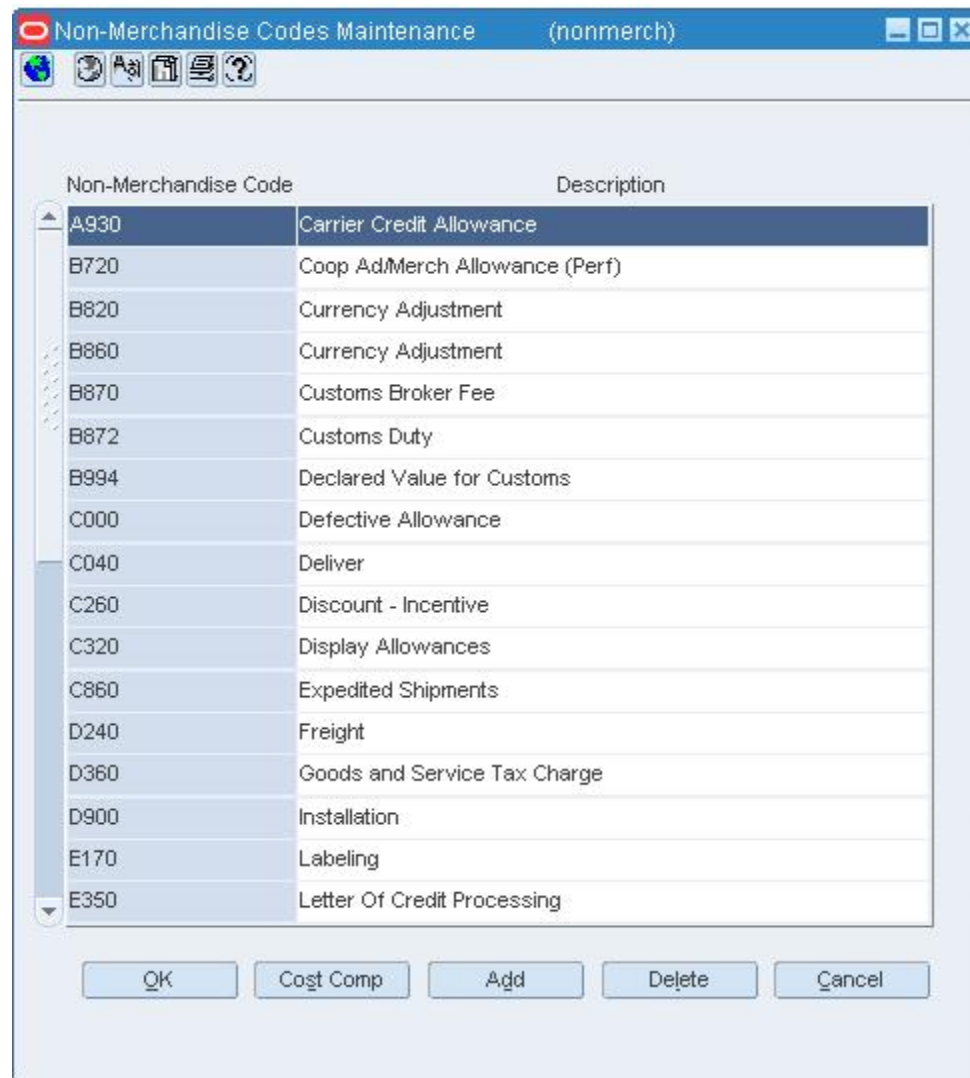 Non-Merchandise Codes Maintenance (nonmerch)
Non-Merchandise Code Description
A930 Carrier Credit Allowance
B720 Coop Ad/Merch Allowance (Perf)
B820 Currency Adjustment
B860 Currency Adjustment
B870 Customs Broker Fee
B872 Customs Duty
B994 Declared Value for Customs
C000 Defective Allowance
C040 Deliver
C260 Discount - Incentive
C320 Display Allowances
C860 Expedited Shipments
D240 Freight
D360 Goods and Service Tax Charge
D900 Installation
E170 Labeling
E350 Letter Of Credit Processing
OK Cost Comp Add Delete Cancel